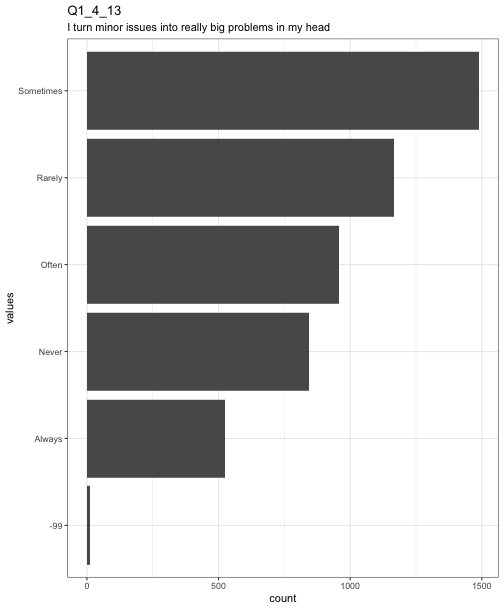 Q1_4_13
I turn minor issues into really big problems in my head
Sometimes
Rarely
Often
Never
Always
-99
values
0
500
1000
1500
count